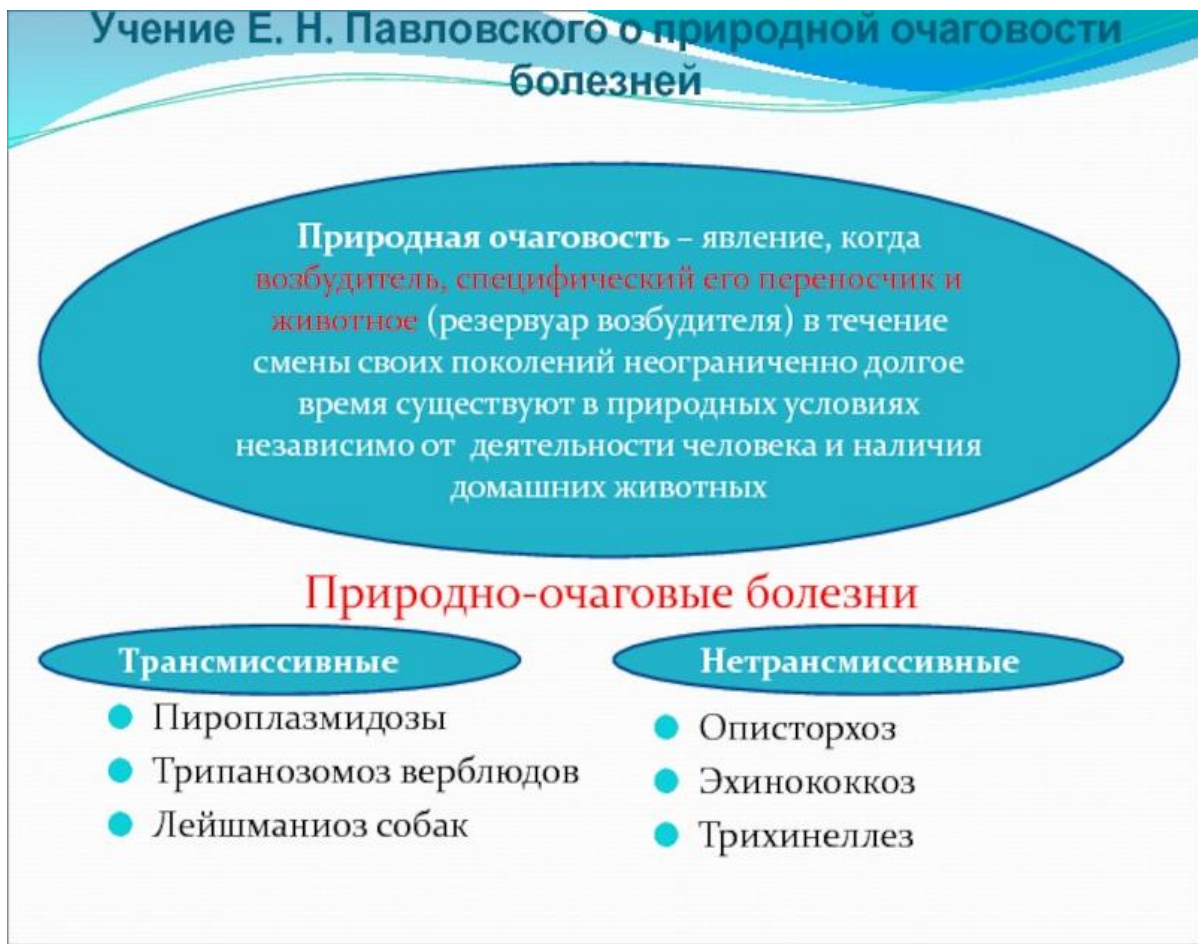 Учение Е. Н. Павловского о природной очаговости
болезней
Природная очаговость – явление, когда
возбудитель, специфический его переносчик и
животное (резервуар возбудителя) в течение
смены своих поколений неограниченно долгое
время существуют в природных условиях
независимо от деятельности человека и наличия
домашних животных
Природно-очаговые болезни
Трансмиссивные
Пироплазмидозы
Трипанозомоз верблюдов
Лейшманиоз собак
Нетрансмиссивные
Описторхоз
Эхинококкоз
Трихинеллез